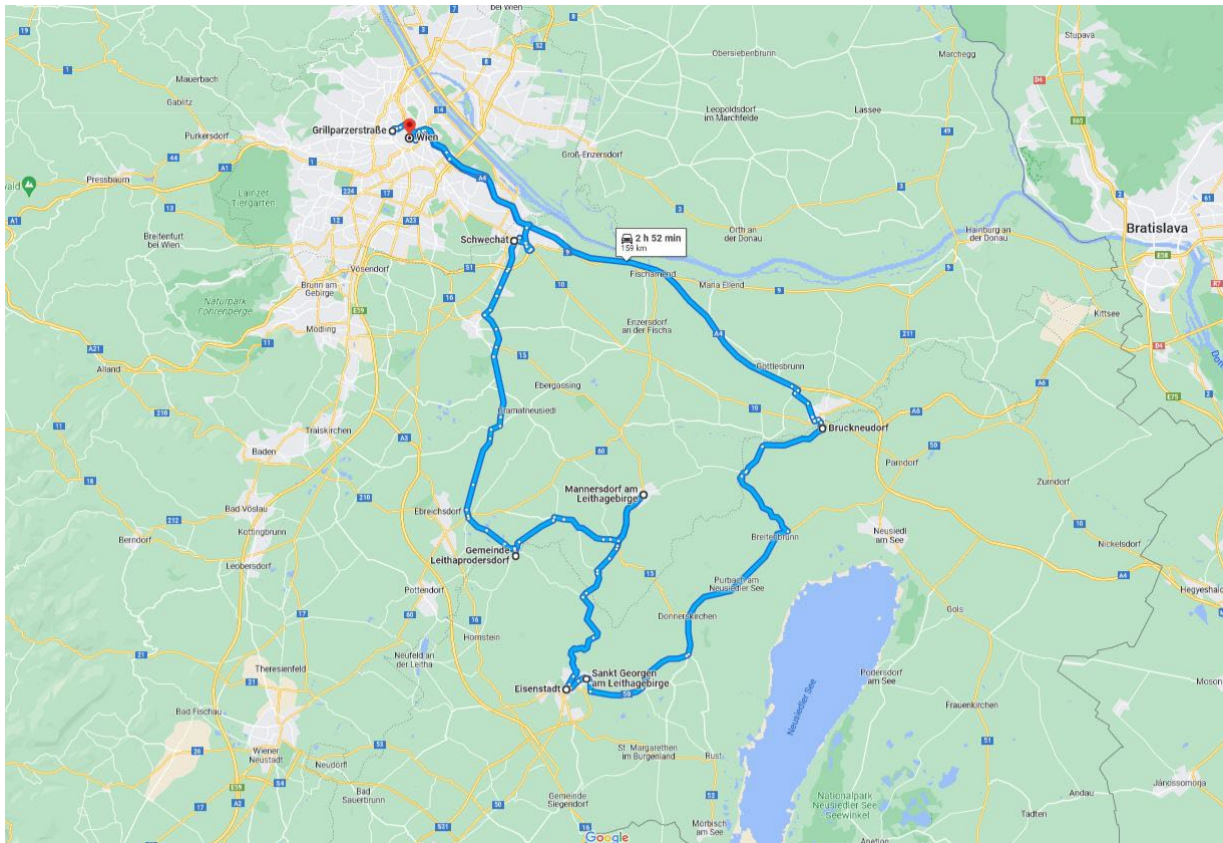 bei Wien
Stupava
Mauerbach
Obersiebenbrunn
Marchegg
Gablitz
Leopoldsdorf
im Marchfelde
Lassee
Grillparzerstraße
Wien
Purkersdorf
Groß-Enzersdorf
Pressbaum
Lainzer
Tiergarten
Orth an
der Donau
Hainburg an
der Donau
Bratislava
Breitenfurt
bei Wien
Schwechat
2 h 52 min
159 km
Vösendorf
Fischamend
Maria Ellend
Brunn am
Gebirge
Naturpark
Föhrenberge
Mödling
Enzersdorf
an der Fischa
Kittsee
Alland
Göttlesbrunn
Ebergassing
Gramatneusiedl
Traiskirchen
Bruckneudorf
Baden
Parndorf
Mannersdorf am
Leithagebirge
Zurndorf
Bad Vöslau
Ebreichsdorf
Kottingbrunn
Neusiedl
am See
Berndorf
Breitenbrunn
Nickelsdorf
Gemeinde
Leithaprodersdorf
Leobersdorf
Pottendorf
Purbach am
Neusiedler See
Hegyeshalom
Gols
Donnerskirchen
Hornstein
Neufeld an
der Leitha
Theresienfeld
Sankt Georgen
am Leithagebirge
Podersdorf
am See
Eisenstadt
Neusiedler See
Frauenkirchen
Bad Fischau
St. Margarethen
im Burgenland
Rust
Wiener
Neustadt
Neudörfl
Jánossomorja
Bad
Sauerbrunn
Gemeinde
Siegendorf
Nationalpark
Neusiedler See
Seewinkel
Andau
Mörbisch
am See
Tadten
Google